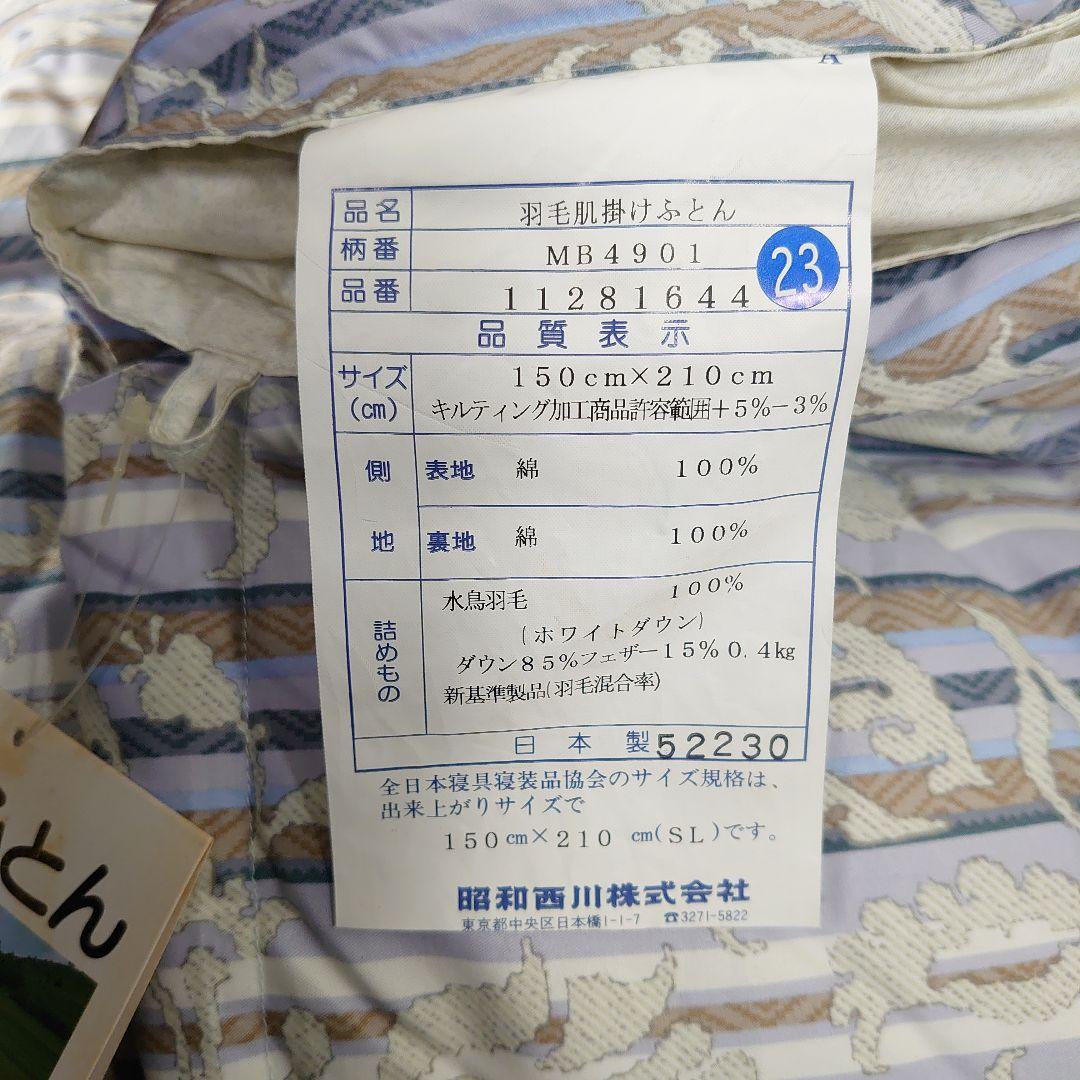 A
品名 羽毛肌掛けふとん
柄番 MB4901
品番 11281644
23
品質表示
サイズ 150cm×210cm
(cm) キルティング加工商品許容範囲+5%-3%
側地 表地 綿 100%
裏地 綿 100%
詰めもの 水鳥羽毛 100%
(ホワイトダウン)
ダウン85%フェザー15%0.4kg
新基準製品(羽毛混合率)
日本製 52230
全日本寝具寝装品協会のサイズ規格は、
出来上がりサイズで
150cm×210 cm(SL)です。
昭和西川株式会社
東京都中央区日本橋1-1-7 ☎3271-5822
とん